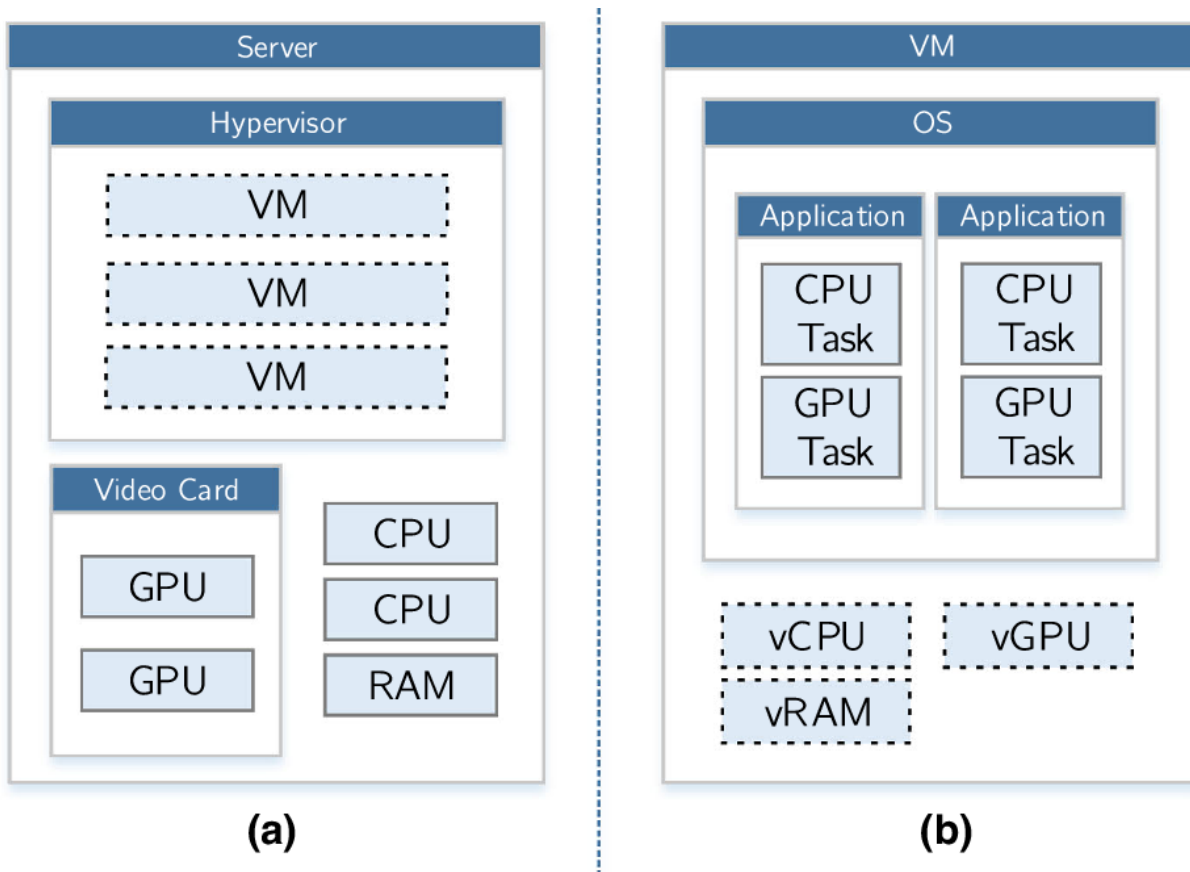 Server
Hypervisor
VM
VM
VM
Video Card
GPU
GPU
CPU
CPU
RAM
(a)
VM
OS
Application
CPU
Task
GPU
Task
Application
CPU
Task
GPU
Task
vCPU
vGPU
vRAM
(b)